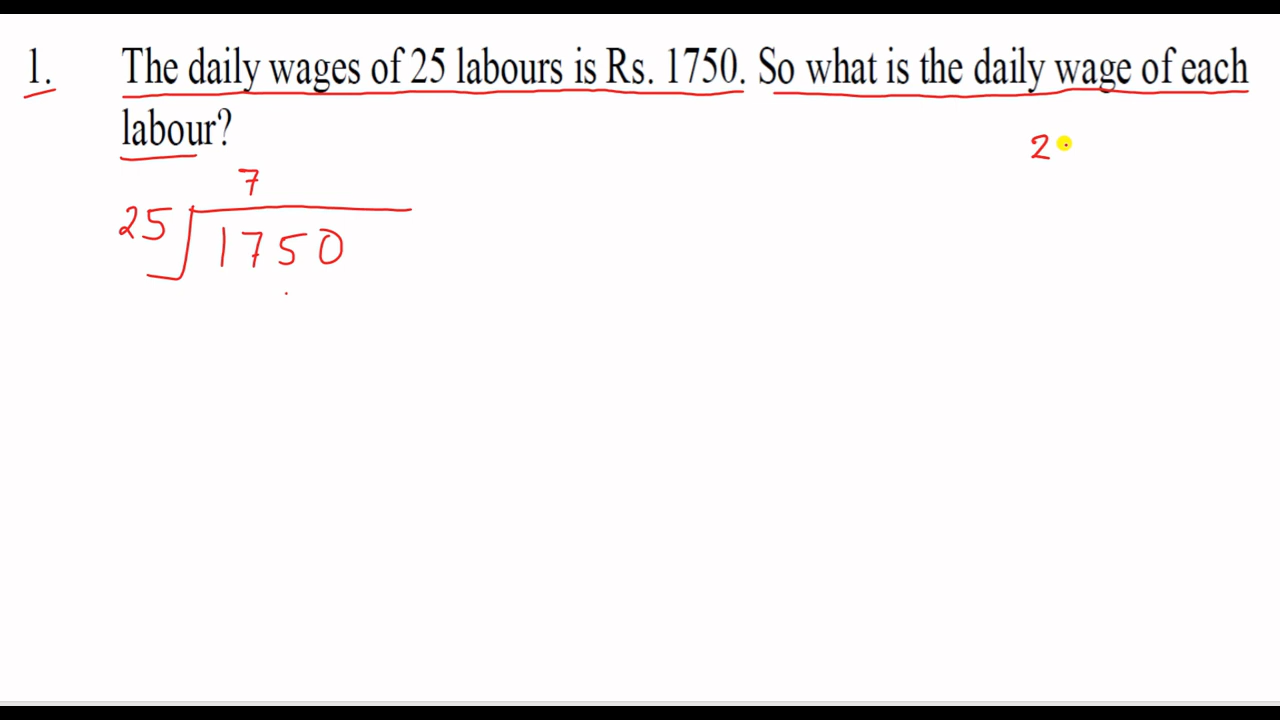 1. The daily wages of 25 labours is Rs. 1750. So what is the daily wage of each
labour?
2
7
25 1750